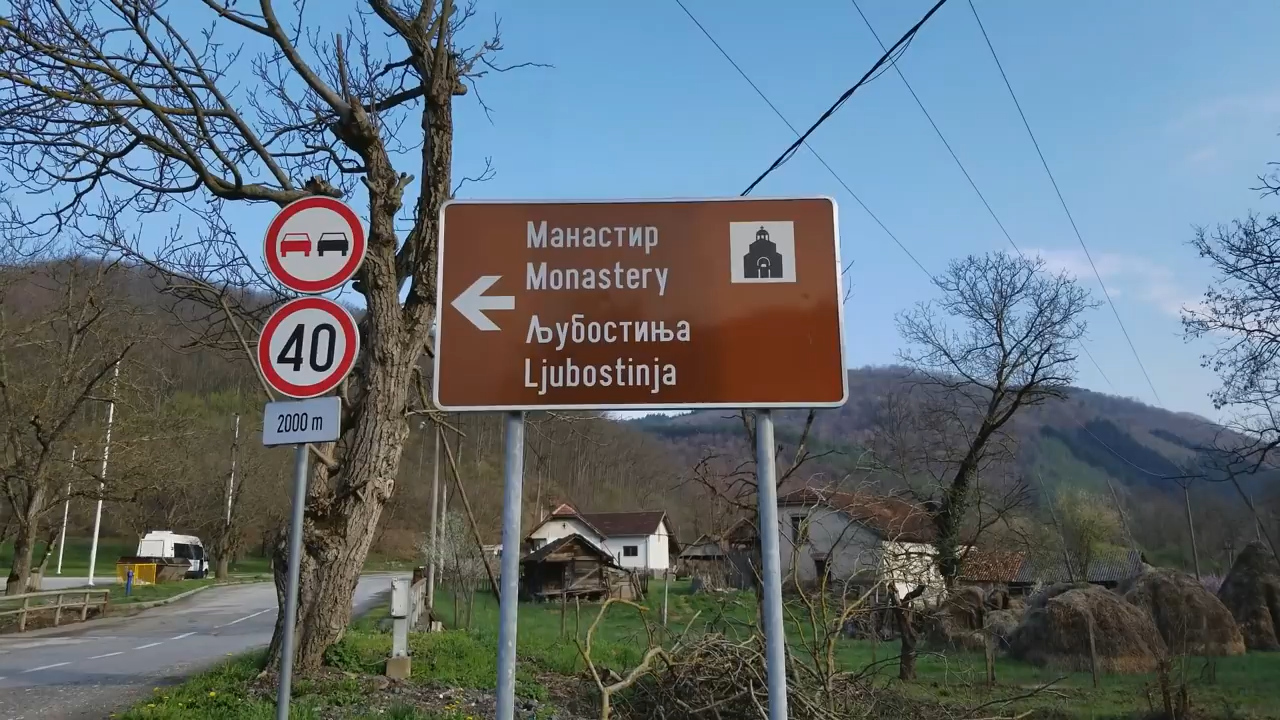 40
2000 m
Манастир
Monastery
Љубостиња
Ljubostinja